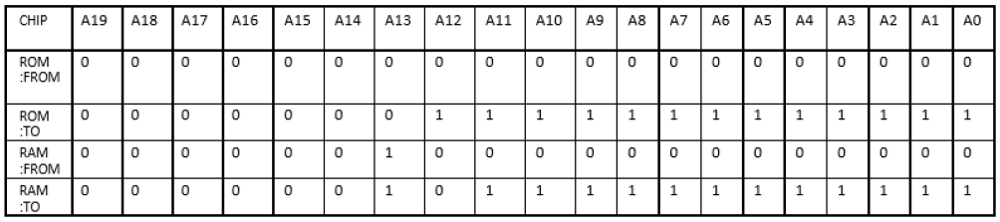 CHIP A19 A18 A17 A16 A15 A14 A13 A12 A11 A10 A9 A8 A7 A6 A5 A4 A3 A2 A1 A0
ROM 0 0 0 0 0 0 0 0 0 0 0 0 0 0 0 0 0 0 0 0
:FROM
ROM 0 0 0 0 0 0 0 1 1 1 1 1 1 1 1 1 1 1 1 1
:TO
RAM 0 0 0 0 0 0 1 0 0 0 0 0 0 0 0 0 0 0 0 0
:FROM
RAM 0 0 0 0 0 0 1 0 1 1 1 1 1 1 1 1 1 1 1 1
:TO